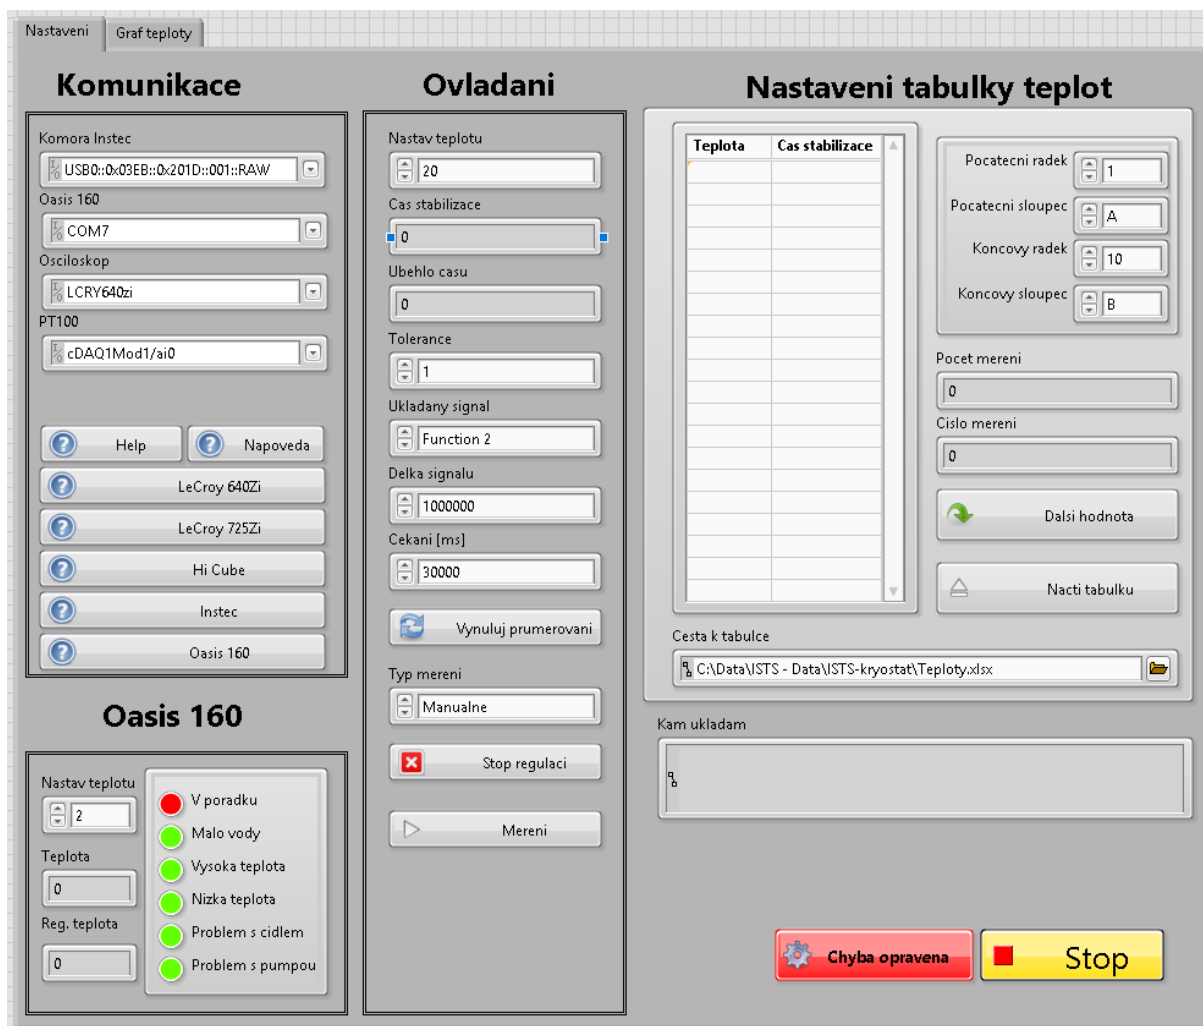 Nastaveni
Graf teploty
Komunikace
Komora Instec
USB0::0x03EB::0x201D::001::RAW
Oasis 160
COM7
Osciloskop
LCRY640zi
PT100
cDAQ1Mod1/ai0
Help
Napoveda
LeCroy 640Zi
LeCroy 725Zi
Hi Cube
Instec
Oasis 160
Oasis 160
Nastav teplotu
2
Teplota
0
Reg. teplota
0
V poradku
Malo vody
Vysoka teplota
Nizka teplota
Problem s cidlem
Problem s pumpou
Ovladani
Nastav teplotu
20
Cas stabilizace
0
Ubehlo casu
0
Tolerance
1
Ukladany signal
Function 2
Delka signalu
1000000
Cekani [ms]
30000
Vynuluj prumerovani
Typ mereni
Manualne
Stop regulaci
Mereni
Nastaveni tabulky teplot
Teplota Cas stabilizace
Pocatecni radek
1
Pocatecni sloupec
A
Koncovy radek
10
Koncovy sloupec
B
Pocet mereni
0
Cislo mereni
0
Dalsi hodnota
Nacti tabulku
Cesta k tabulce
C:\Data\ISTS - Data\ISTS-kryostat\Teploty.xlsx
Kam ukladam
Chyba opravena
Stop